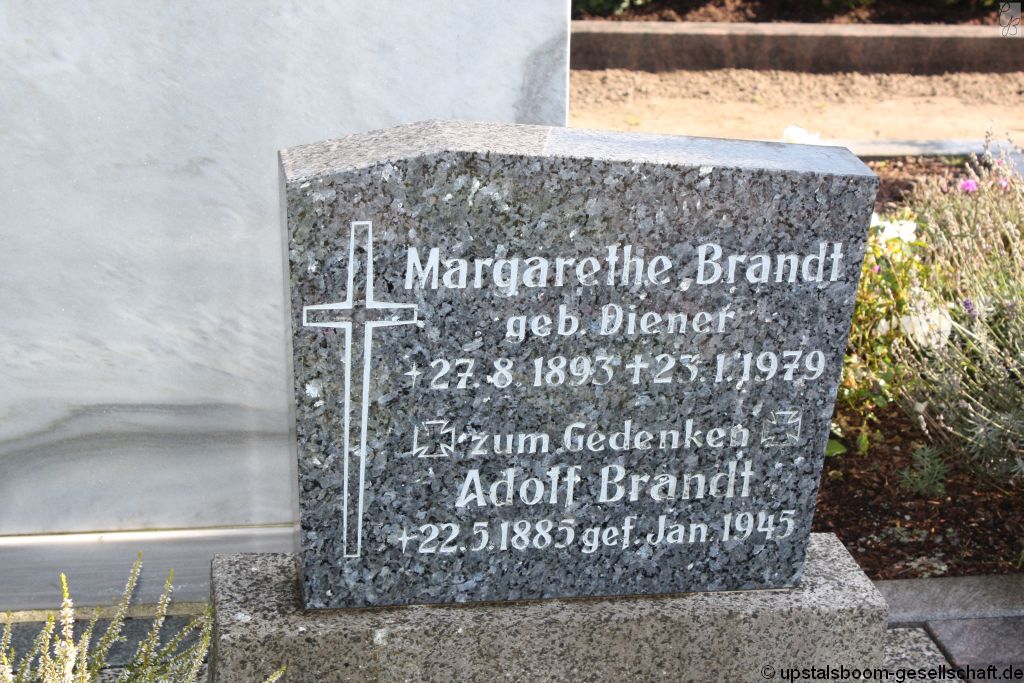 Margarethe Brandt
geb. Diener
+27.8.1893 +23.1.1979
zum Gedenken
Adolf Brandt
+22.5.1885 gef. Jan. 1945
© upstalsboom-gesellschaft.de